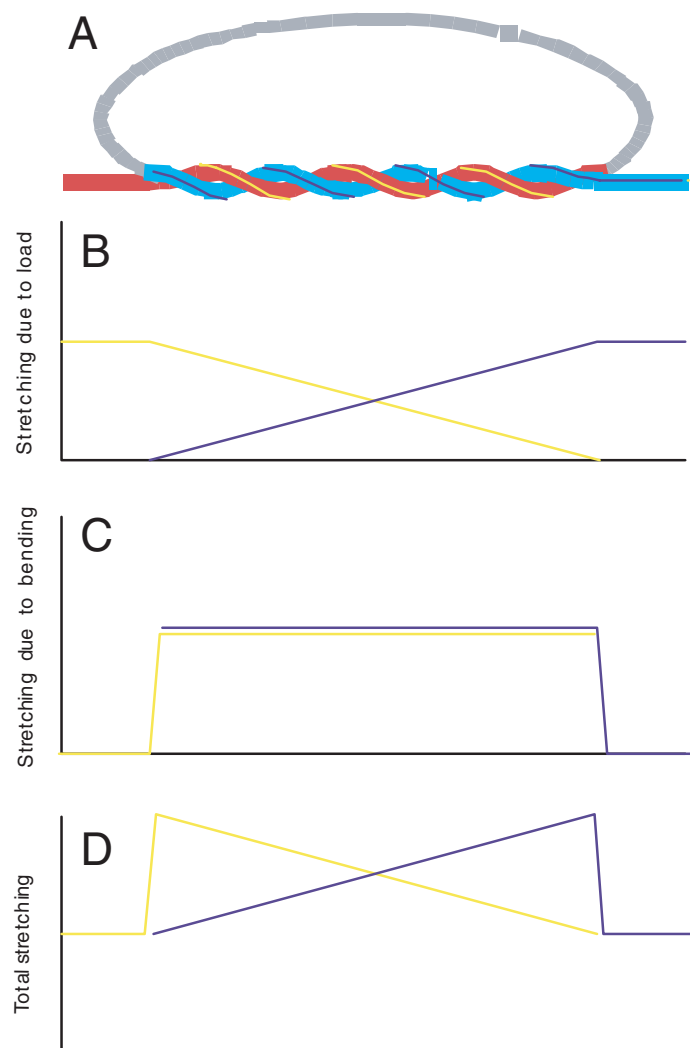 A
B
Stretching due to load
C
Stretching due to bending
D
Total stretching